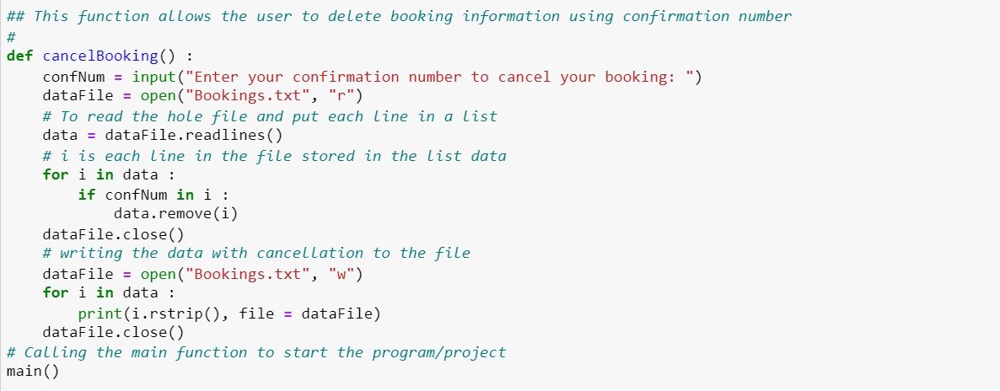 ## This function allows the user to delete booking information using confirmation number
#
def cancelBooking() :
    confNum = input("Enter your confirmation number to cancel your booking: ")
    dataFile = open("Bookings.txt", "r")
    # To read the hole file and put each line in a list
    data = dataFile.readlines()
    # i is each line in the file stored in the list data
    for i in data :
        if confNum in i :
            data.remove(i)
    dataFile.close()
    # writing the data with cancellation to the file
    dataFile = open("Bookings.txt", "w")
    for i in data :
        print(i.rstrip(), file = dataFile)
    dataFile.close()
# Calling the main function to start the program/project
main()